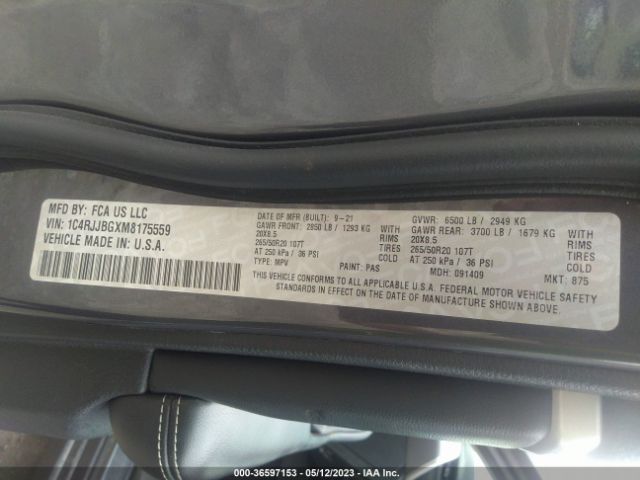 MFD BY: FCA US LLC
VIN: 1C4RJJBGXM8175559
VEHICLE MADE IN: U.S.A.
DATE OF MFR (BUILT): 9-21 GVWR: 6500 LB / 2949 KG
GAWR FRONT: 2850 LB / 1293 KG WITH GAWR REAR: 3700 LB / 1679 KG WITH
20X8.5 RIMS 20X8.5 RIMS
265/50R20 107T TIRES 265/50R20 107T TIRES
AT 250 kPa / 36 PSI COLD AT 250 kPa / 36 PSI COLD
TYPE: MPV PAINT: PAS MDH: 091409 MKT: 875
THIS VEHICLE CONFORMS TO ALL APPLICABLE U.S.A. FEDERAL MOTOR VEHICLE SAFETY
STANDARDS IN EFFECT ON THE DATE OF MANUFACTURE SHOWN ABOVE.
000-36597153 - 05/12/2023 - IAA Inc.